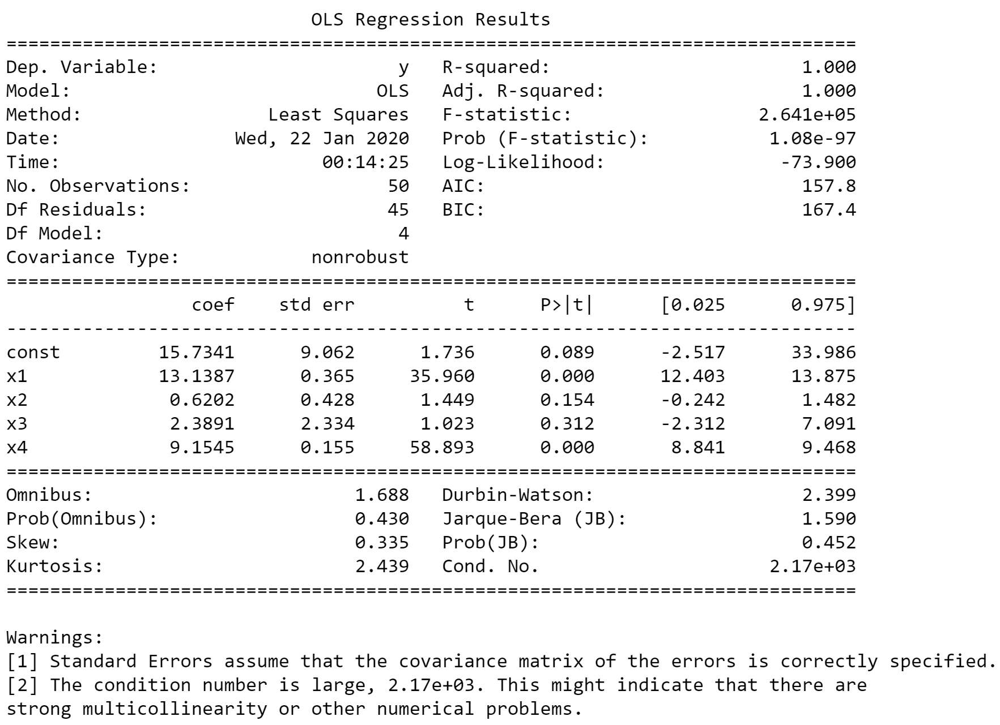 OLS Regression Results
==============================================================================
Dep. Variable:                      y   R-squared:                       1.000
Model:                            OLS   Adj. R-squared:                  1.000
Method:                 Least Squares   F-statistic:                 2.641e+05
Date:                Wed, 22 Jan 2020   Prob (F-statistic):           1.08e-97
Time:                        00:14:25   Log-Likelihood:                -73.900
No. Observations:                  50   AIC:                             157.8
Df Residuals:                      45   BIC:                             167.4
Df Model:                           4
Covariance Type:            nonrobust
==============================================================================
                 coef    std err          t      P>|t|      [0.025      0.975]
------------------------------------------------------------------------------
const         15.7341      9.062      1.736      0.089      -2.517      33.986
x1            13.1387      0.365     35.960      0.000      12.403      13.875
x2             0.6202      0.428      1.449      0.154      -0.242       1.482
x3             2.3891      2.334      1.023      0.312      -2.312       7.091
x4             9.1545      0.155     58.893      0.000       8.841       9.468
==============================================================================
Omnibus:                        1.688   Durbin-Watson:                   2.399
Prob(Omnibus):                  0.430   Jarque-Bera (JB):                1.590
Skew:                           0.335   Prob(JB):                        0.452
Kurtosis:                       2.439   Cond. No.                     2.17e+03
==============================================================================

Warnings:
[1] Standard Errors assume that the covariance matrix of the errors is correctly specified.
[2] The condition number is large, 2.17e+03. This might indicate that there are
strong multicollinearity or other numerical problems.